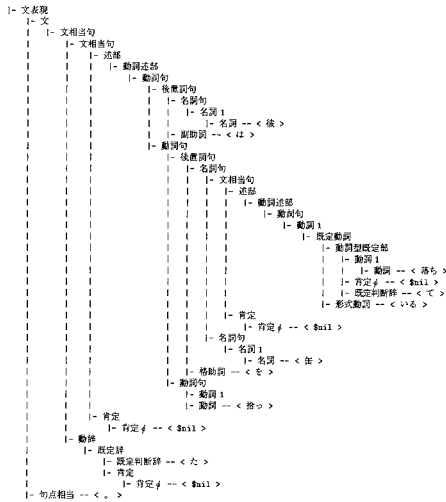 |- 文表現
|- 文
|- 文相当句
|- 文相当句
| |- 述部
| | |- 動詞述部
| | |- 動詞句
| | |- 後置詞句
| | | |- 名詞句
| | | | |- 名詞1
| | | | |- 名詞 -- < 彼 >
| | | |- 副助詞 -- < は >
| | |- 動詞句
| | |- 後置詞句
| | | |- 名詞句
| | | | |- 文相当句
| | | | | |- 述部
| | | | | | |- 動詞述部
| | | | | | |- 動詞句
| | | | | | |- 動詞1
| | | | | | |- 既定動詞
| | | | | | |- 動詞型既定部
| | | | | | | |- 動詞1
| | | | | | | | |- 動詞 -- < 落ち >
| | | | | | | |- 肯定φ -- < $nil >
| | | | | | | |- 既定判断辞 -- < て >
| | | | | | |- 形式動詞 -- < いる >
| | | | | |- 肯定
| | | | | |- 肯定φ -- < $nil >
| | | | |- 名詞句
| | | | |- 名詞1
| | | | |- 名詞 -- < 缶 >
| | | |- 格助詞 -- < を >
| | |- 動詞句
| | |- 動詞1
| | |- 動詞 -- < 拾っ >
| |- 肯定
| |- 肯定φ -- < $nil >
|- 動辞
|- 既定辞
|- 既定判断辞 -- < た >
|- 肯定
|- 肯定φ -- < $nil >
|- 句点相当 -- < 。 >